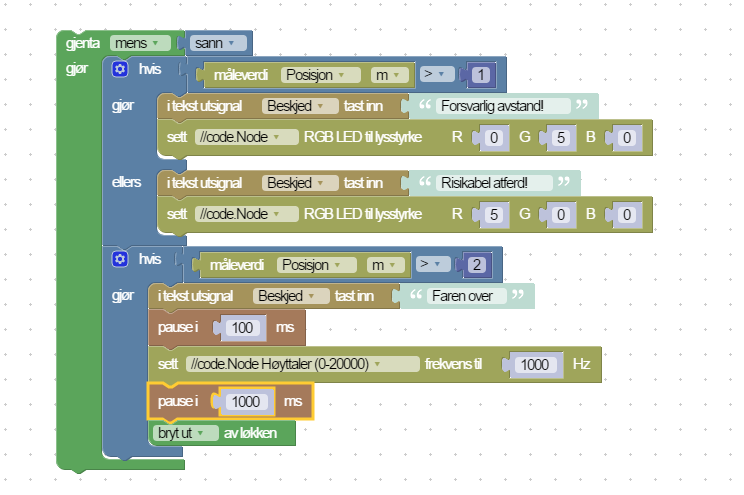 gjenta mens sann
gjør hvis måleverdi Posisjon m > 1
gjør i tekst utsignal Beskjed tast inn “ Forsvarlig avstand! ”
sett //code.Node RGB LED til lysstyrke R 0 G 5 B 0
ellers i tekst utsignal Beskjed tast inn “ Risikabel atferd! ”
sett //code.Node RGB LED til lysstyrke R 5 G 0 B 0
hvis måleverdi Posisjon m > 2
gjør i tekst utsignal Beskjed tast inn “ Faren over ”
pause i 100 ms
sett //code.Node Høyttaler (0-20000) frekvens til 1000 Hz
pause i 1000 ms
bryt ut av løkken